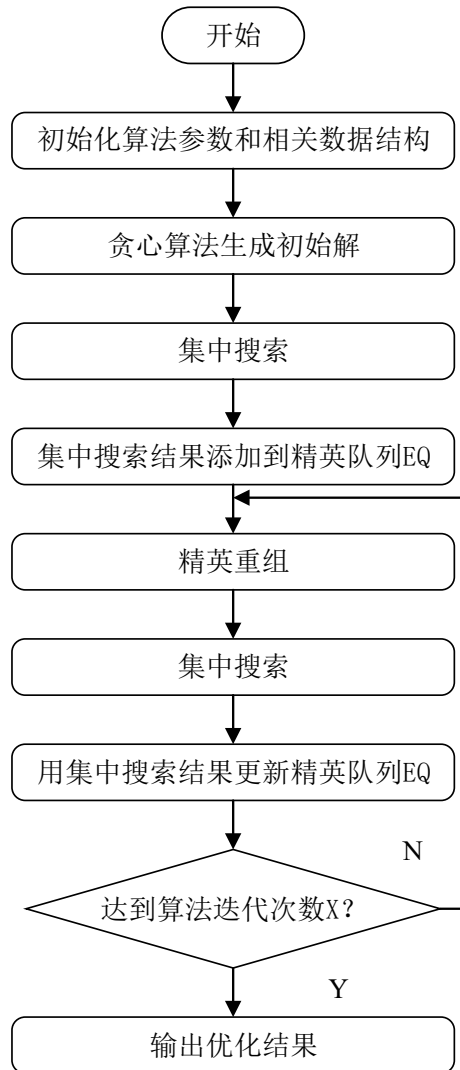 开始
初始化算法参数和相关数据结构
贪心算法生成初始解
集中搜索
集中搜索结果添加到精英队列EQ
精英重组
集中搜索
用集中搜索结果更新精英队列EQ
N
达到算法迭代次数X?
Y
输出优化结果